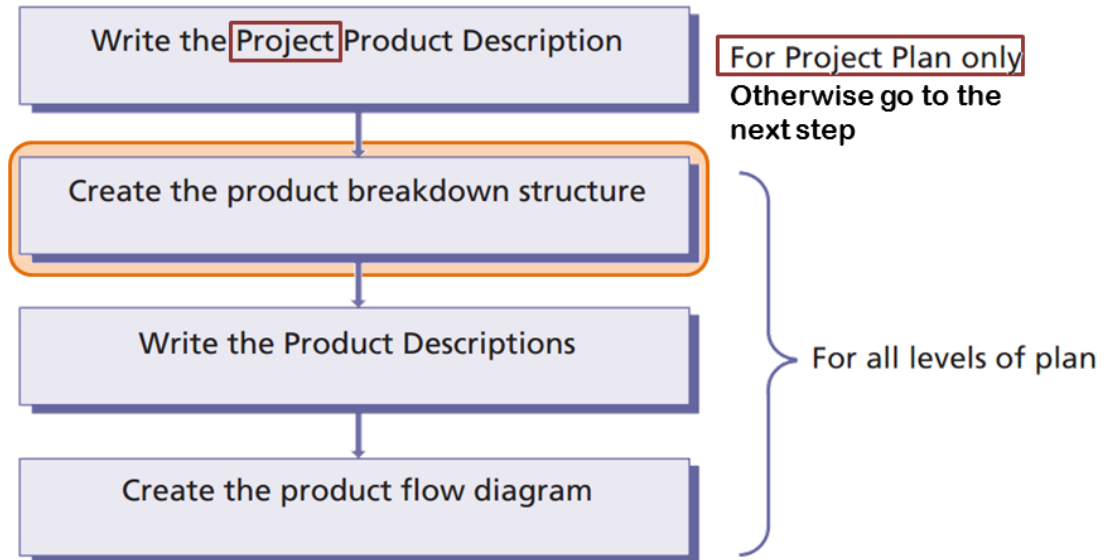 Write the Project Product Description
For Project Plan only
Otherwise go to the
next step
Create the product breakdown structure
Write the Product Descriptions
For all levels of plan
Create the product flow diagram